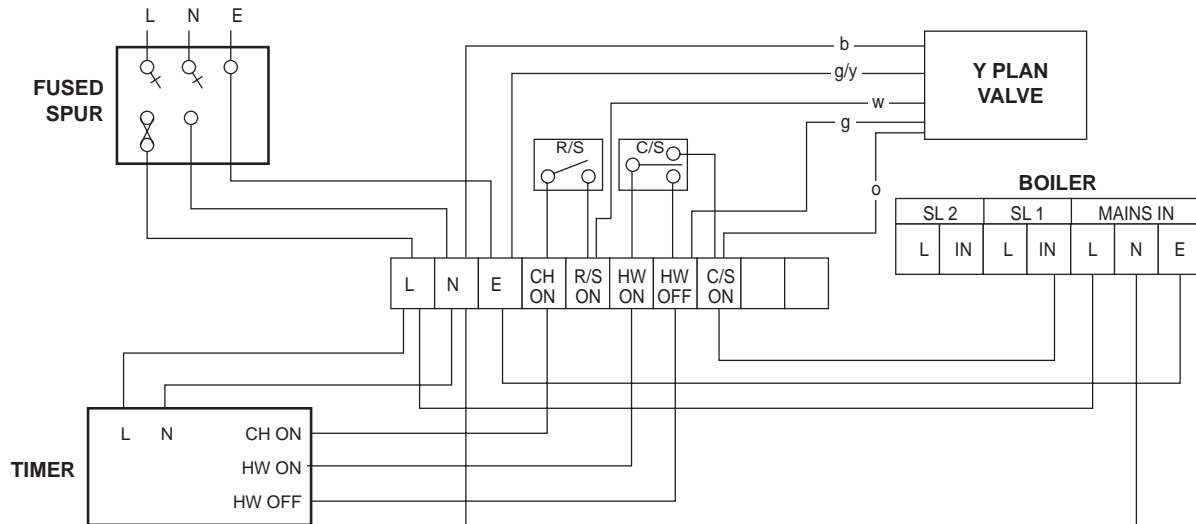 L N E
FUSED
SPUR
b
g/y
w
g
o
Y PLAN
VALVE
R/S
C/S
BOILER
SL 2 SL 1 MAINS IN
L IN L IN L N E
L N E CH ON R/S ON HW ON HW OFF C/S ON
TIMER
L N CH ON
HW ON
HW OFF